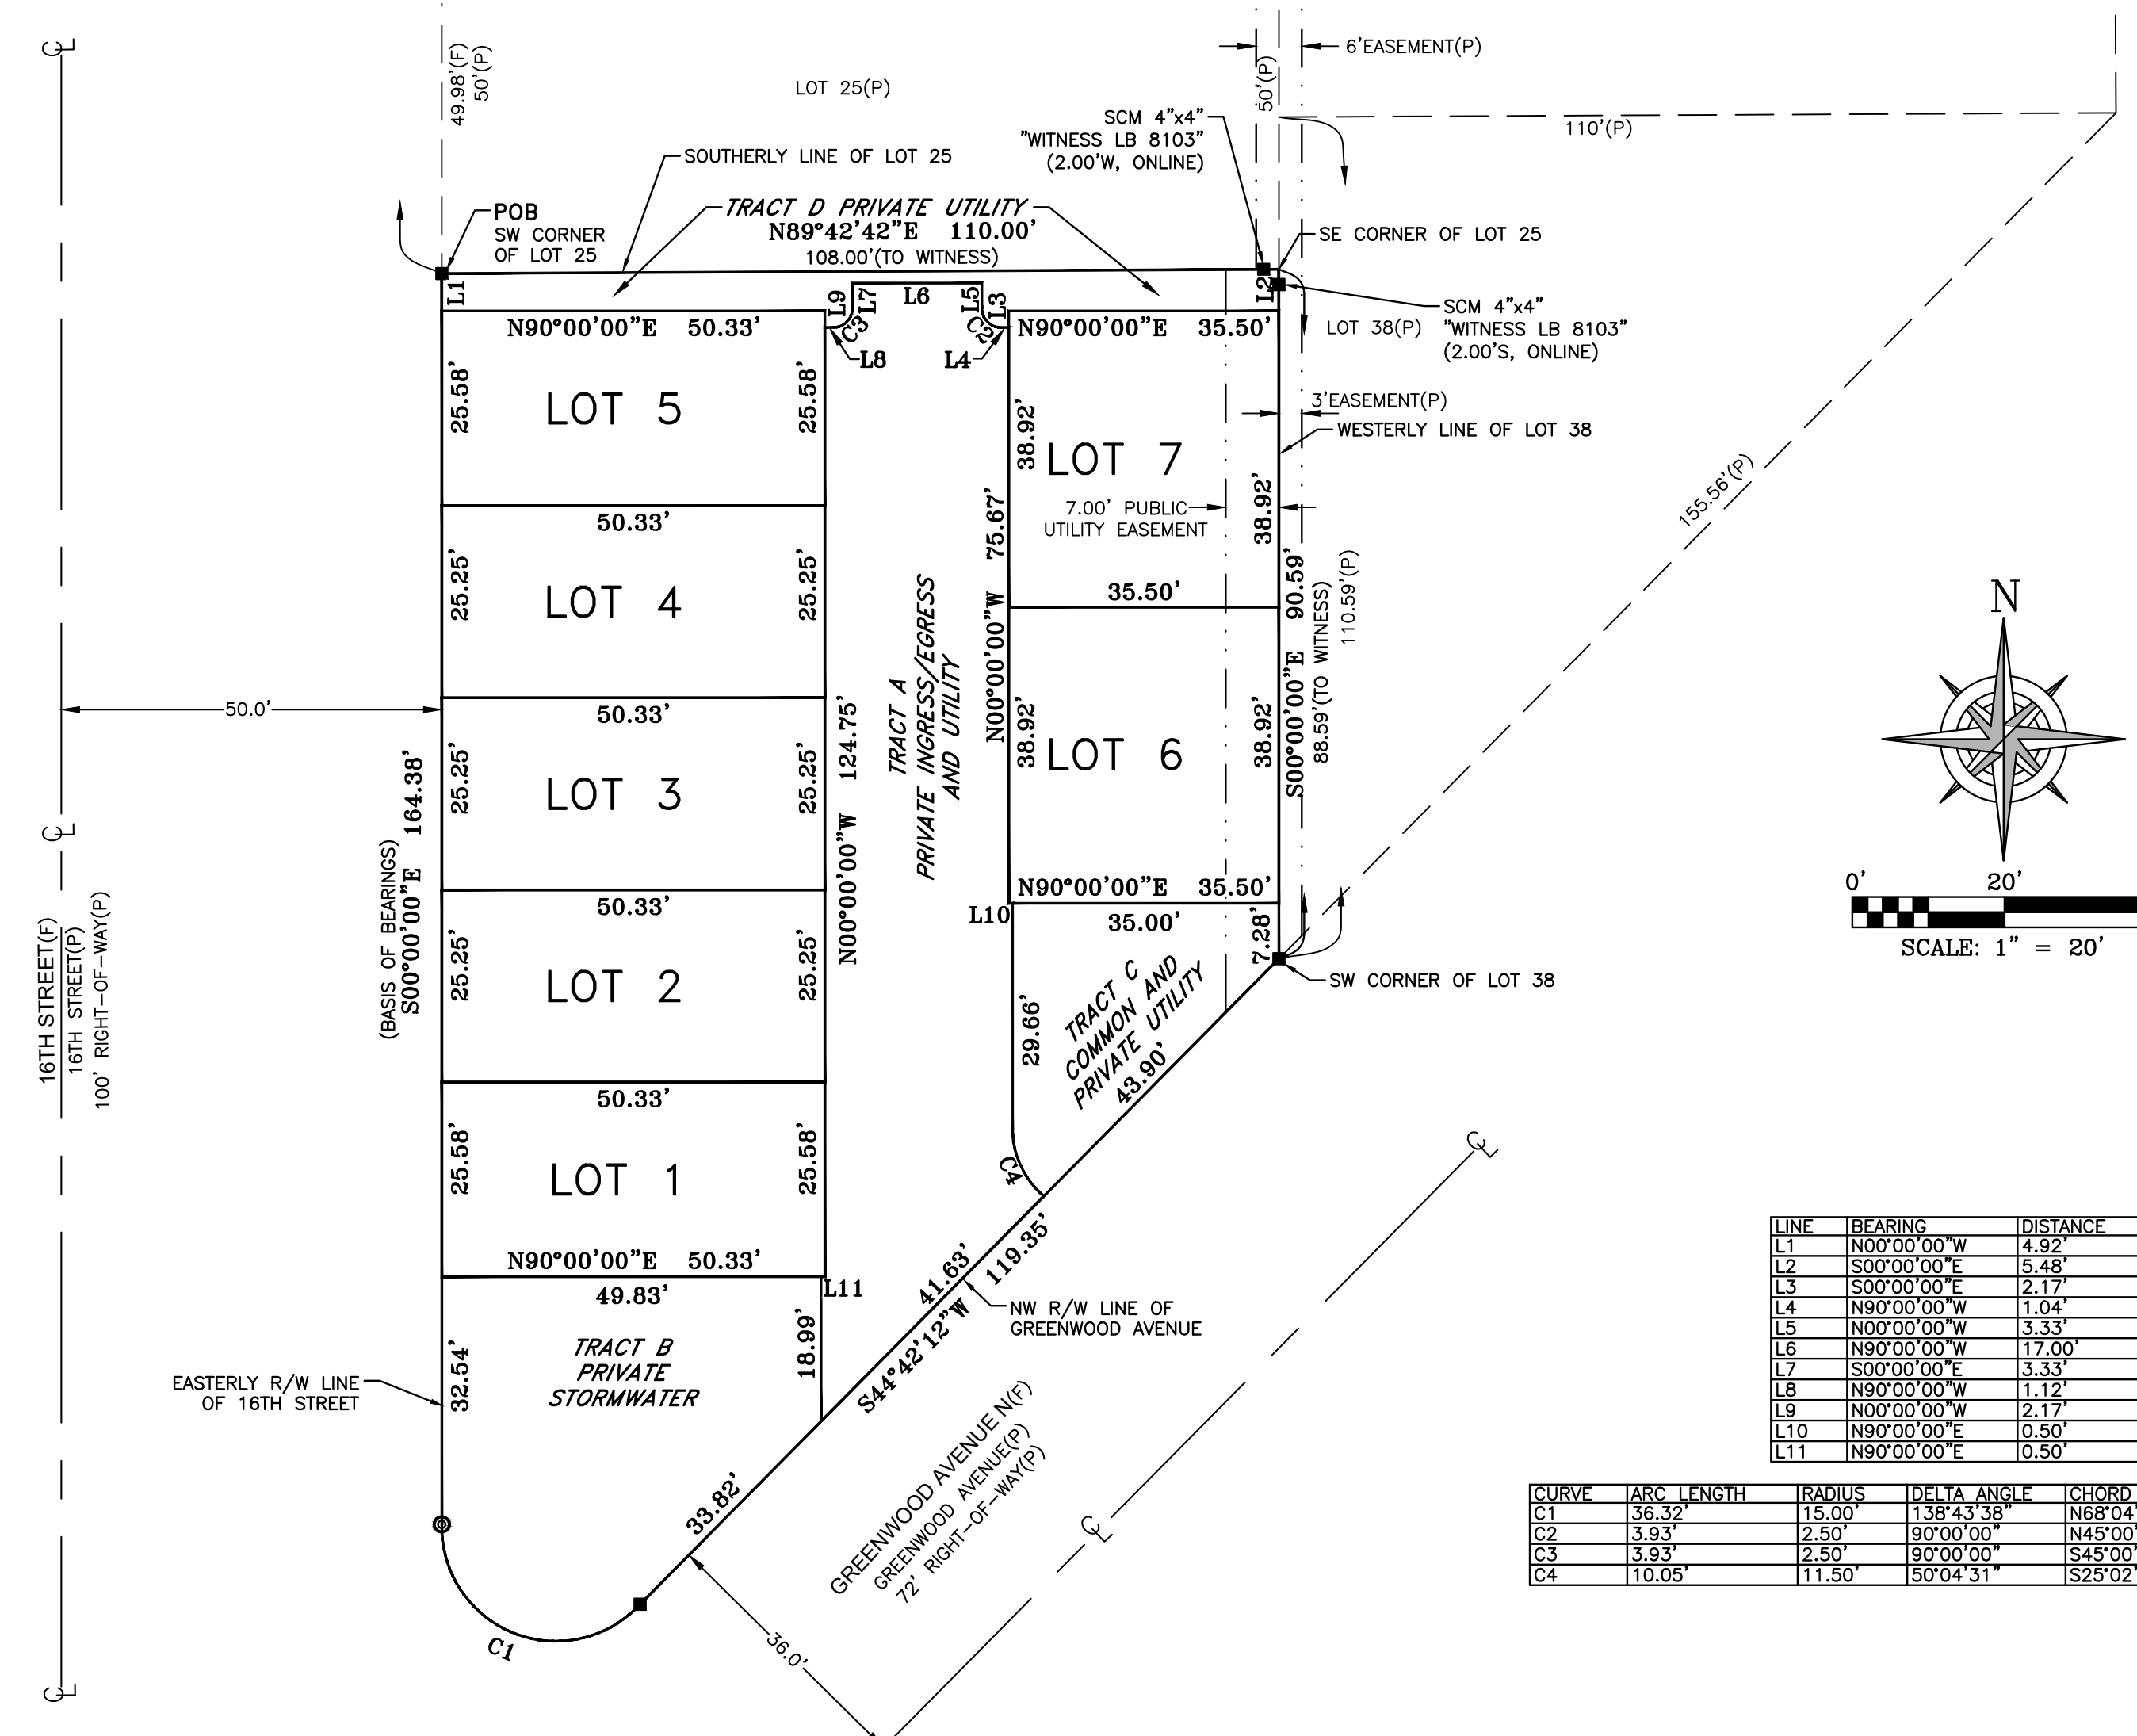 6'EASEMENT(P)
49.98'(F)
50'(P)
LOT 25(P)
50'(P)
SCM 4"x4"
"WITNESS LB 8103"
(2.00'W, ONLINE)
110'(P)
SOUTHERLY LINE OF LOT 25
TRACT D PRIVATE UTILITY
N89°42'42"E 110.00'
108.00'(TO WITNESS)
POB
SW CORNER
OF LOT 25
SE CORNER OF LOT 25
L1
L9
L7
L6
L5
L3
L2
SCM 4"x4"
"WITNESS LB 8103"
(2.00'S, ONLINE)
LOT 38(P)
N90°00'00"E 50.33'
C3
C2
N90°00'00"E 35.50'
L8
L4
25.58'
LOT 5
25.58'
38.92'
LOT 7
3'EASEMENT(P)
WESTERLY LINE OF LOT 38
7.00' PUBLIC
UTILITY EASEMENT
38.92'
155.56'(P)
50.33'
25.25'
LOT 4
25.25'
N00°00'00"W 75.67'
35.50'
S00°00'00"E 90.59'
88.59'(TO WITNESS)
110.59'(P)
TRACT A
PRIVATE INGRESS/EGRESS
AND UTILITY
N
50.0'
50.33'
25.25'
LOT 3
25.25'
N00°00'00"W 124.75'
38.92'
LOT 6
38.92'
(BASIS OF BEARINGS)
S00°00'00"E 164.38'
16TH STREET(F)
16TH STREET(P)
100' RIGHT-OF-WAY(P)
50.33'
25.25'
LOT 2
25.25'
N90°00'00"E 35.50'
L10
35.00'
7.28'
0'
20'
SCALE: 1" = 20'
SW CORNER OF LOT 38
29.66'
TRACT C
COMMON AND
PRIVATE UTILITY
43.90'
50.33'
25.58'
LOT 1
25.58'
C4
N90°00'00"E 50.33'
L11
49.83'
32.54'
TRACT B
PRIVATE
STORMWATER
18.99'
41.63'
119.35'
S44°42'12"W
NW R/W LINE OF
GREENWOOD AVENUE
EASTERLY R/W LINE
OF 16TH STREET
33.82'
GREENWOOD AVENUE N(F)
GREENWOOD AVENUE(P)
72' RIGHT-OF-WAY(P)
36.0'
C1
LINE BEARING DISTANCE
L1 N00°00'00"W 4.92'
L2 S00°00'00"E 5.48'
L3 S00°00'00"E 2.17'
L4 N90°00'00"W 1.04'
L5 N00°00'00"W 3.33'
L6 N90°00'00"W 17.00'
L7 S00°00'00"E 3.33'
L8 N90°00'00"W 1.12'
L9 N00°00'00"W 2.17'
L10 N90°00'00"E 0.50'
L11 N90°00'00"E 0.50'
CURVE ARC LENGTH RADIUS DELTA ANGLE CHORD
C1 36.32' 15.00' 138°43'38" N68°04'
C2 3.93' 2.50' 90°00'00" N45°00'
C3 3.93' 2.50' 90°00'00" S45°00'
C4 10.05' 11.50' 50°04'31" S25°02'